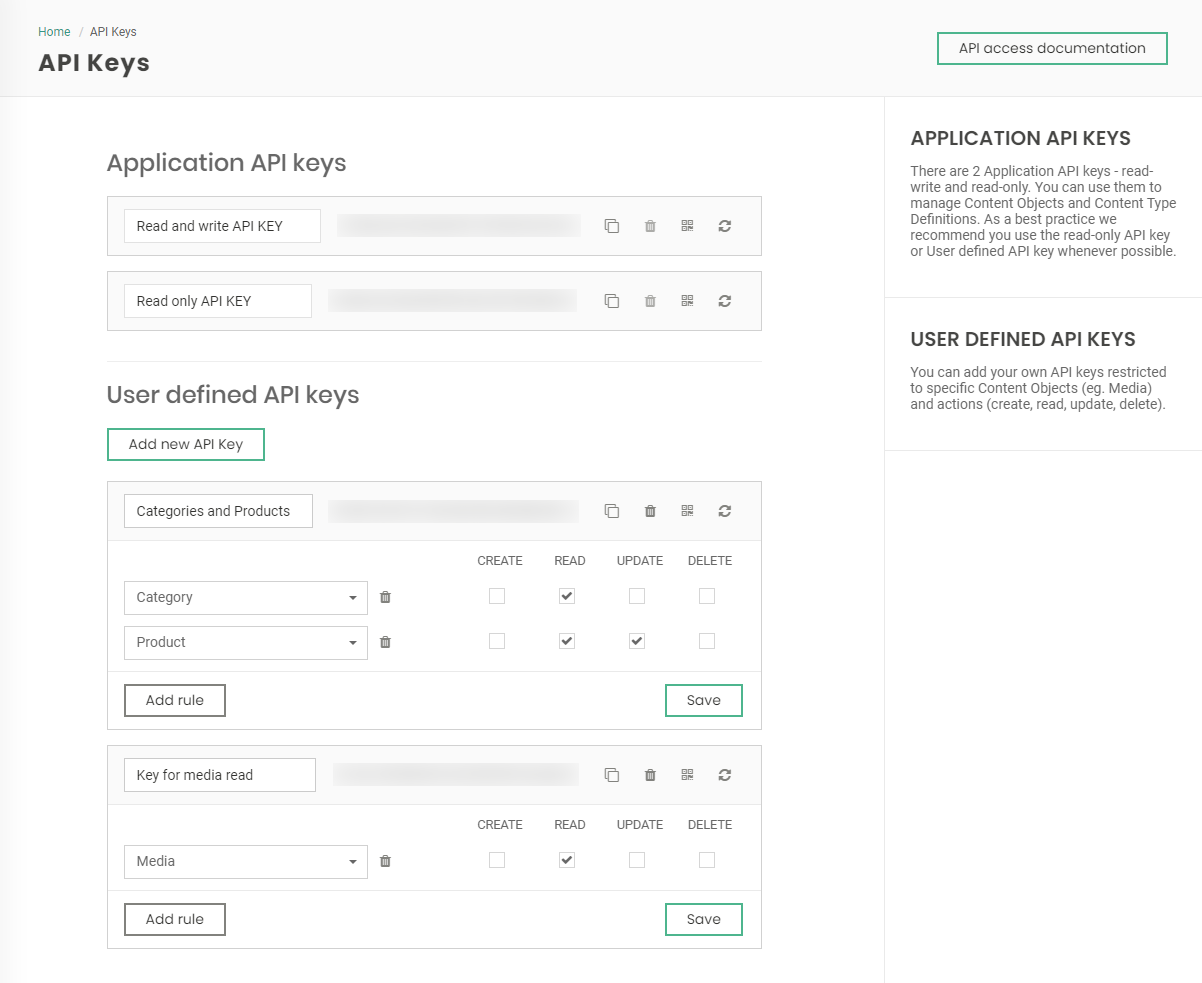 Home / API Keys
API Keys
API access documentation
Application API keys
Read and write API KEY
Read only API KEY
User defined API keys
Add new API Key
Categories and Products
CREATE READ UPDATE DELETE
Category
Product
Add rule
Save
Key for media read
CREATE READ UPDATE DELETE
Media
Add rule
Save
APPLICATION API KEYS
There are 2 Application API keys - read-
write and read-only. You can use them to
manage Content Objects and Content Type
Definitions. As a best practice we
recommend you use the read-only API key
or User defined API key whenever possible.
USER DEFINED API KEYS
You can add your own API keys restricted
to specific Content Objects (eg. Media)
and actions (create, read, update, delete).